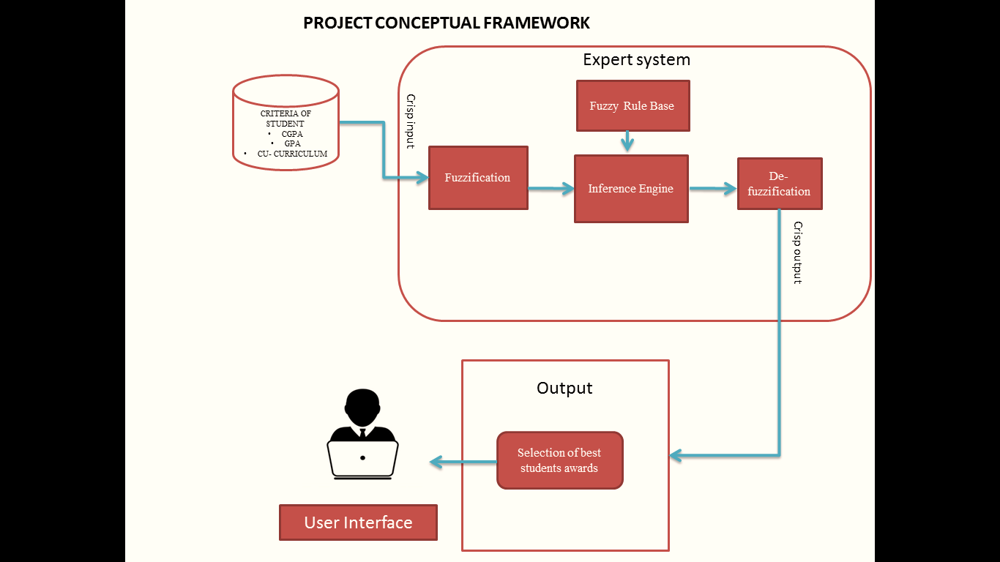 PROJECT CONCEPTUAL FRAMEWORK
Expert system
CRITERIA OF
STUDENT
• CGPA
• GPA
• CU- CURRICULUM
Crisp input
Fuzzification
Fuzzy Rule Base
Inference Engine
De-
fuzzification
Crisp output
Output
Selection of best
students awards
User Interface